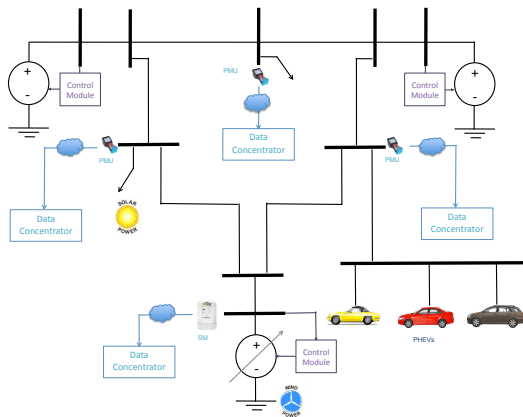 PMU
+
-
Control
Module
Control
Module
+
-
Data
Concentrator
PMU
PMU
SOLAR
POWER
Data
Concentrator
Data
Concentrator
SM
PHEVs
+
-
Control
Module
Data
Concentrator
WIND
POWER